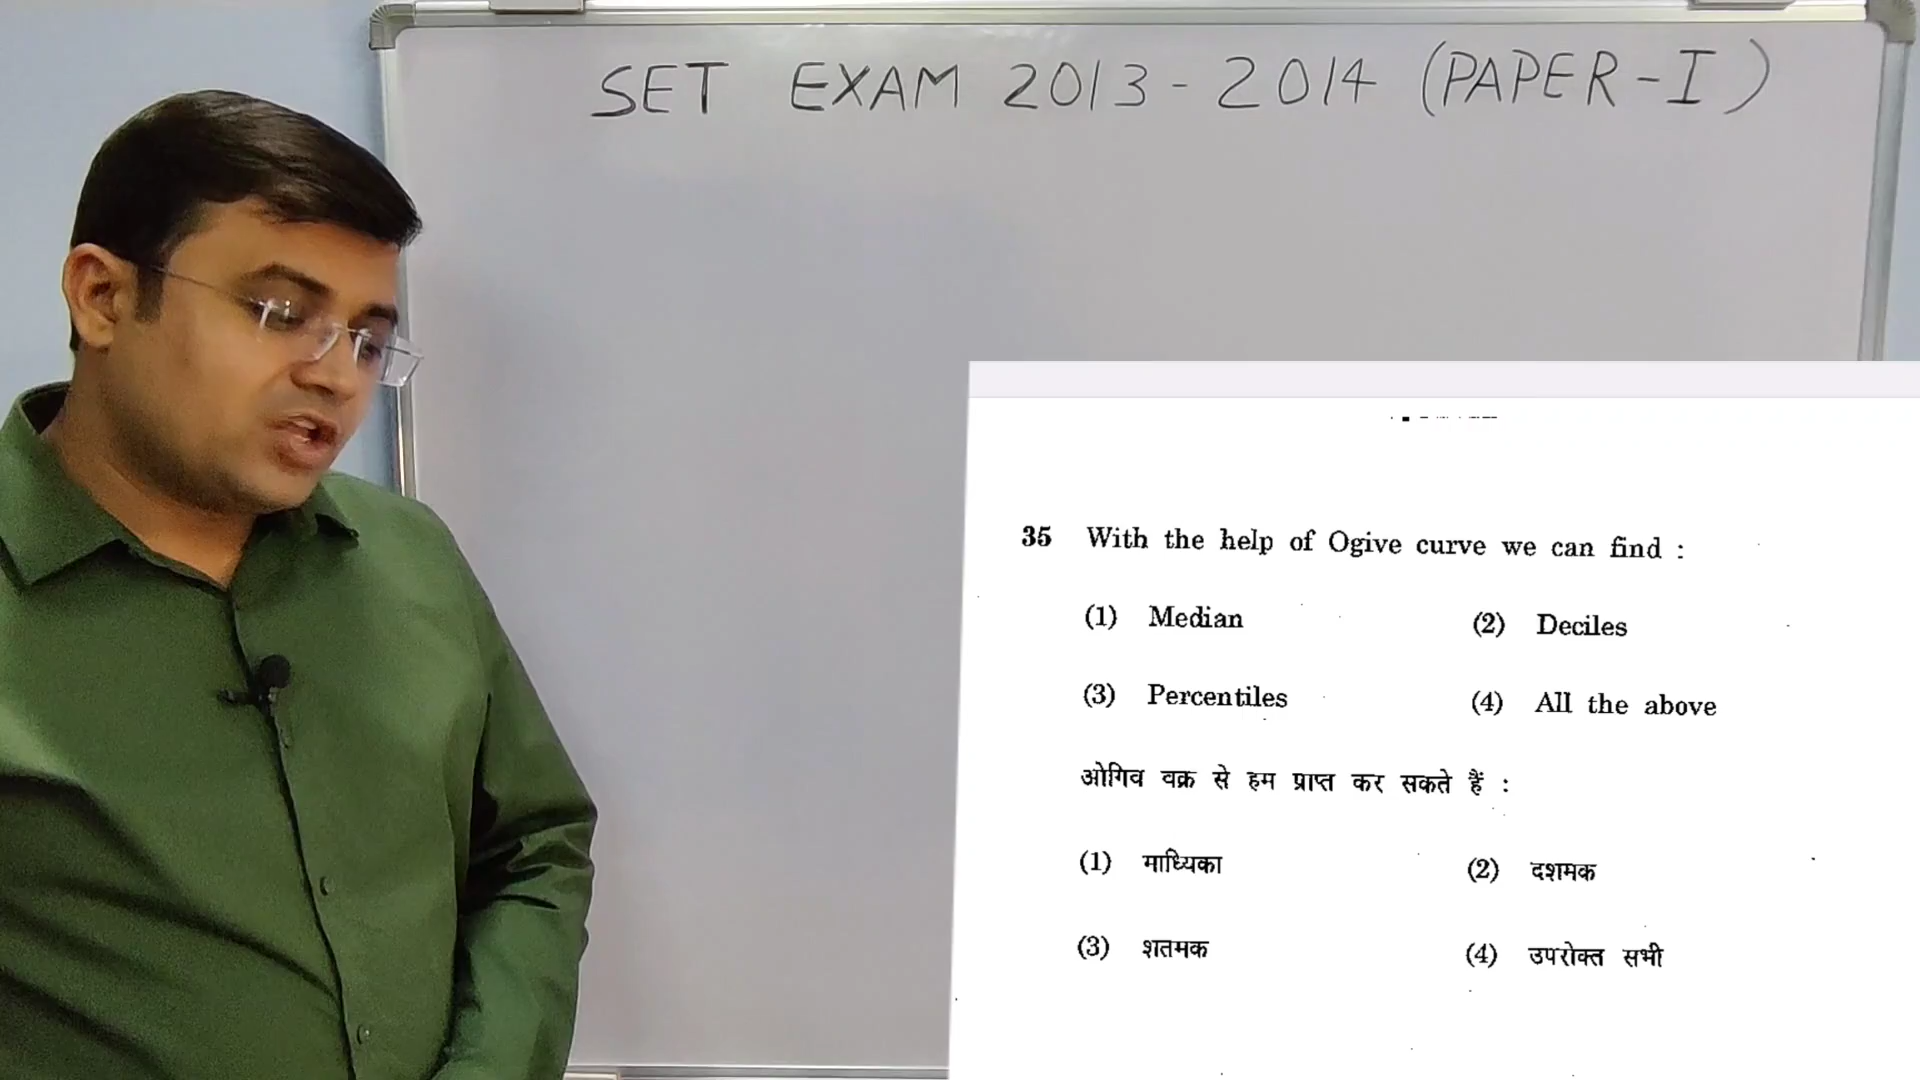 SET EXAM 2013-2014 (PAPER-I)
35 With the help of Ogive curve we can find :
(1) Median (2) Deciles
(3) Percentiles (4) All the above
ओगिव वक्र से हम प्राप्त कर सकते हैं :
(1) माध्यिका (2) दशमक
(3) शतमक (4) उपरोक्त सभी